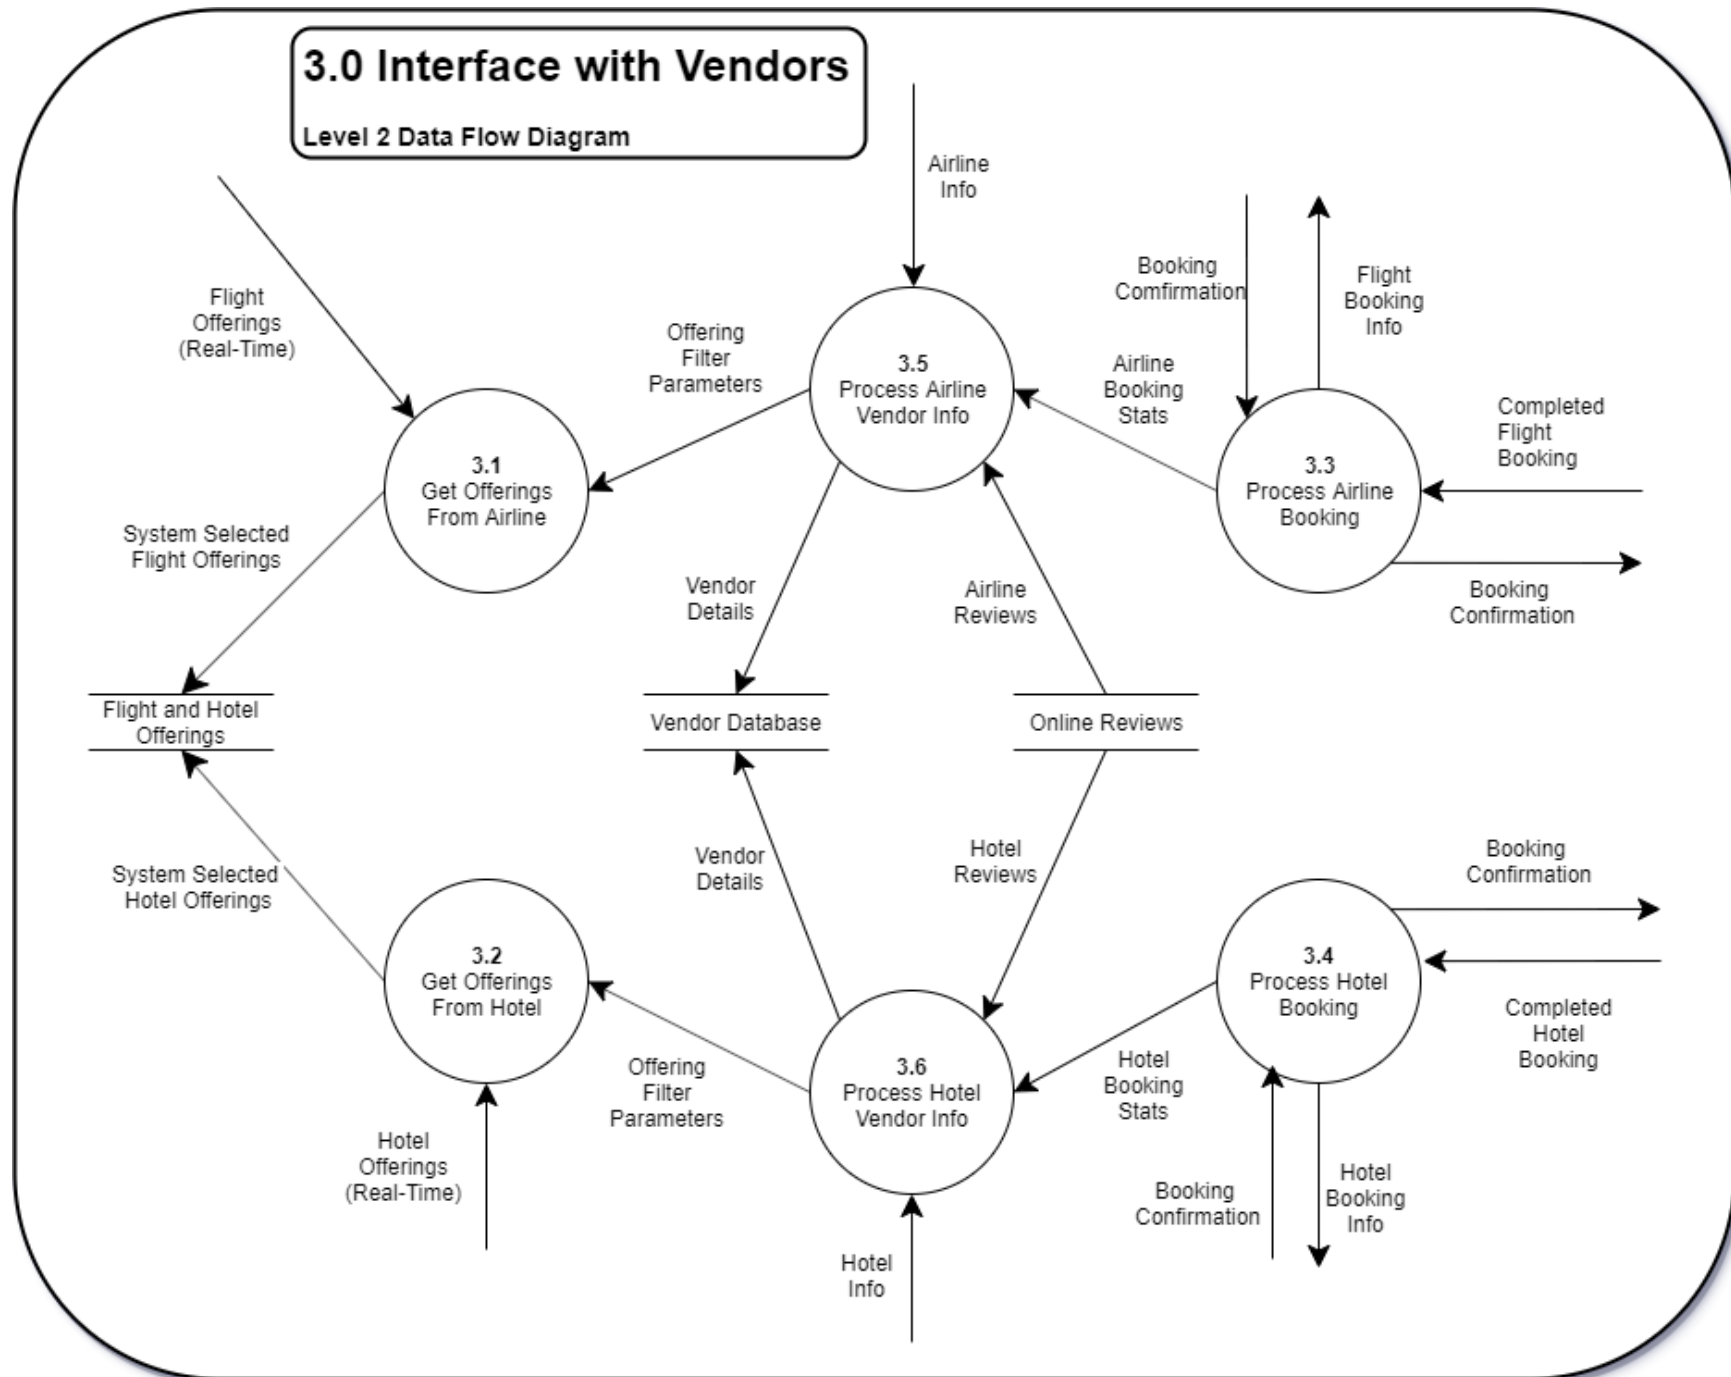 3.0 Interface with Vendors
Level 2 Data Flow Diagram
Airline
Info
Flight
Offerings
(Real-Time)
Offering
Filter
Parameters
3.5
Process Airline
Vendor Info
Booking
Comfirmation
Flight
Booking
Info
Airline
Booking
Stats
Completed
Flight
Booking
3.1
Get Offerings
From Airline
3.3
Process Airline
Booking
System Selected
Flight Offerings
Vendor
Details
Airline
Reviews
Booking
Confirmation
Flight and Hotel
Offerings
Vendor Database
Online Reviews
System Selected
Hotel Offerings
Vendor
Details
Hotel
Reviews
Booking
Confirmation
3.2
Get Offerings
From Hotel
3.4
Process Hotel
Booking
Completed
Hotel
Booking
Offering
Filter
Parameters
3.6
Process Hotel
Vendor Info
Hotel
Booking
Stats
Hotel
Offerings
(Real-Time)
Booking
Confirmation
Hotel
Booking
Info
Hotel
Info